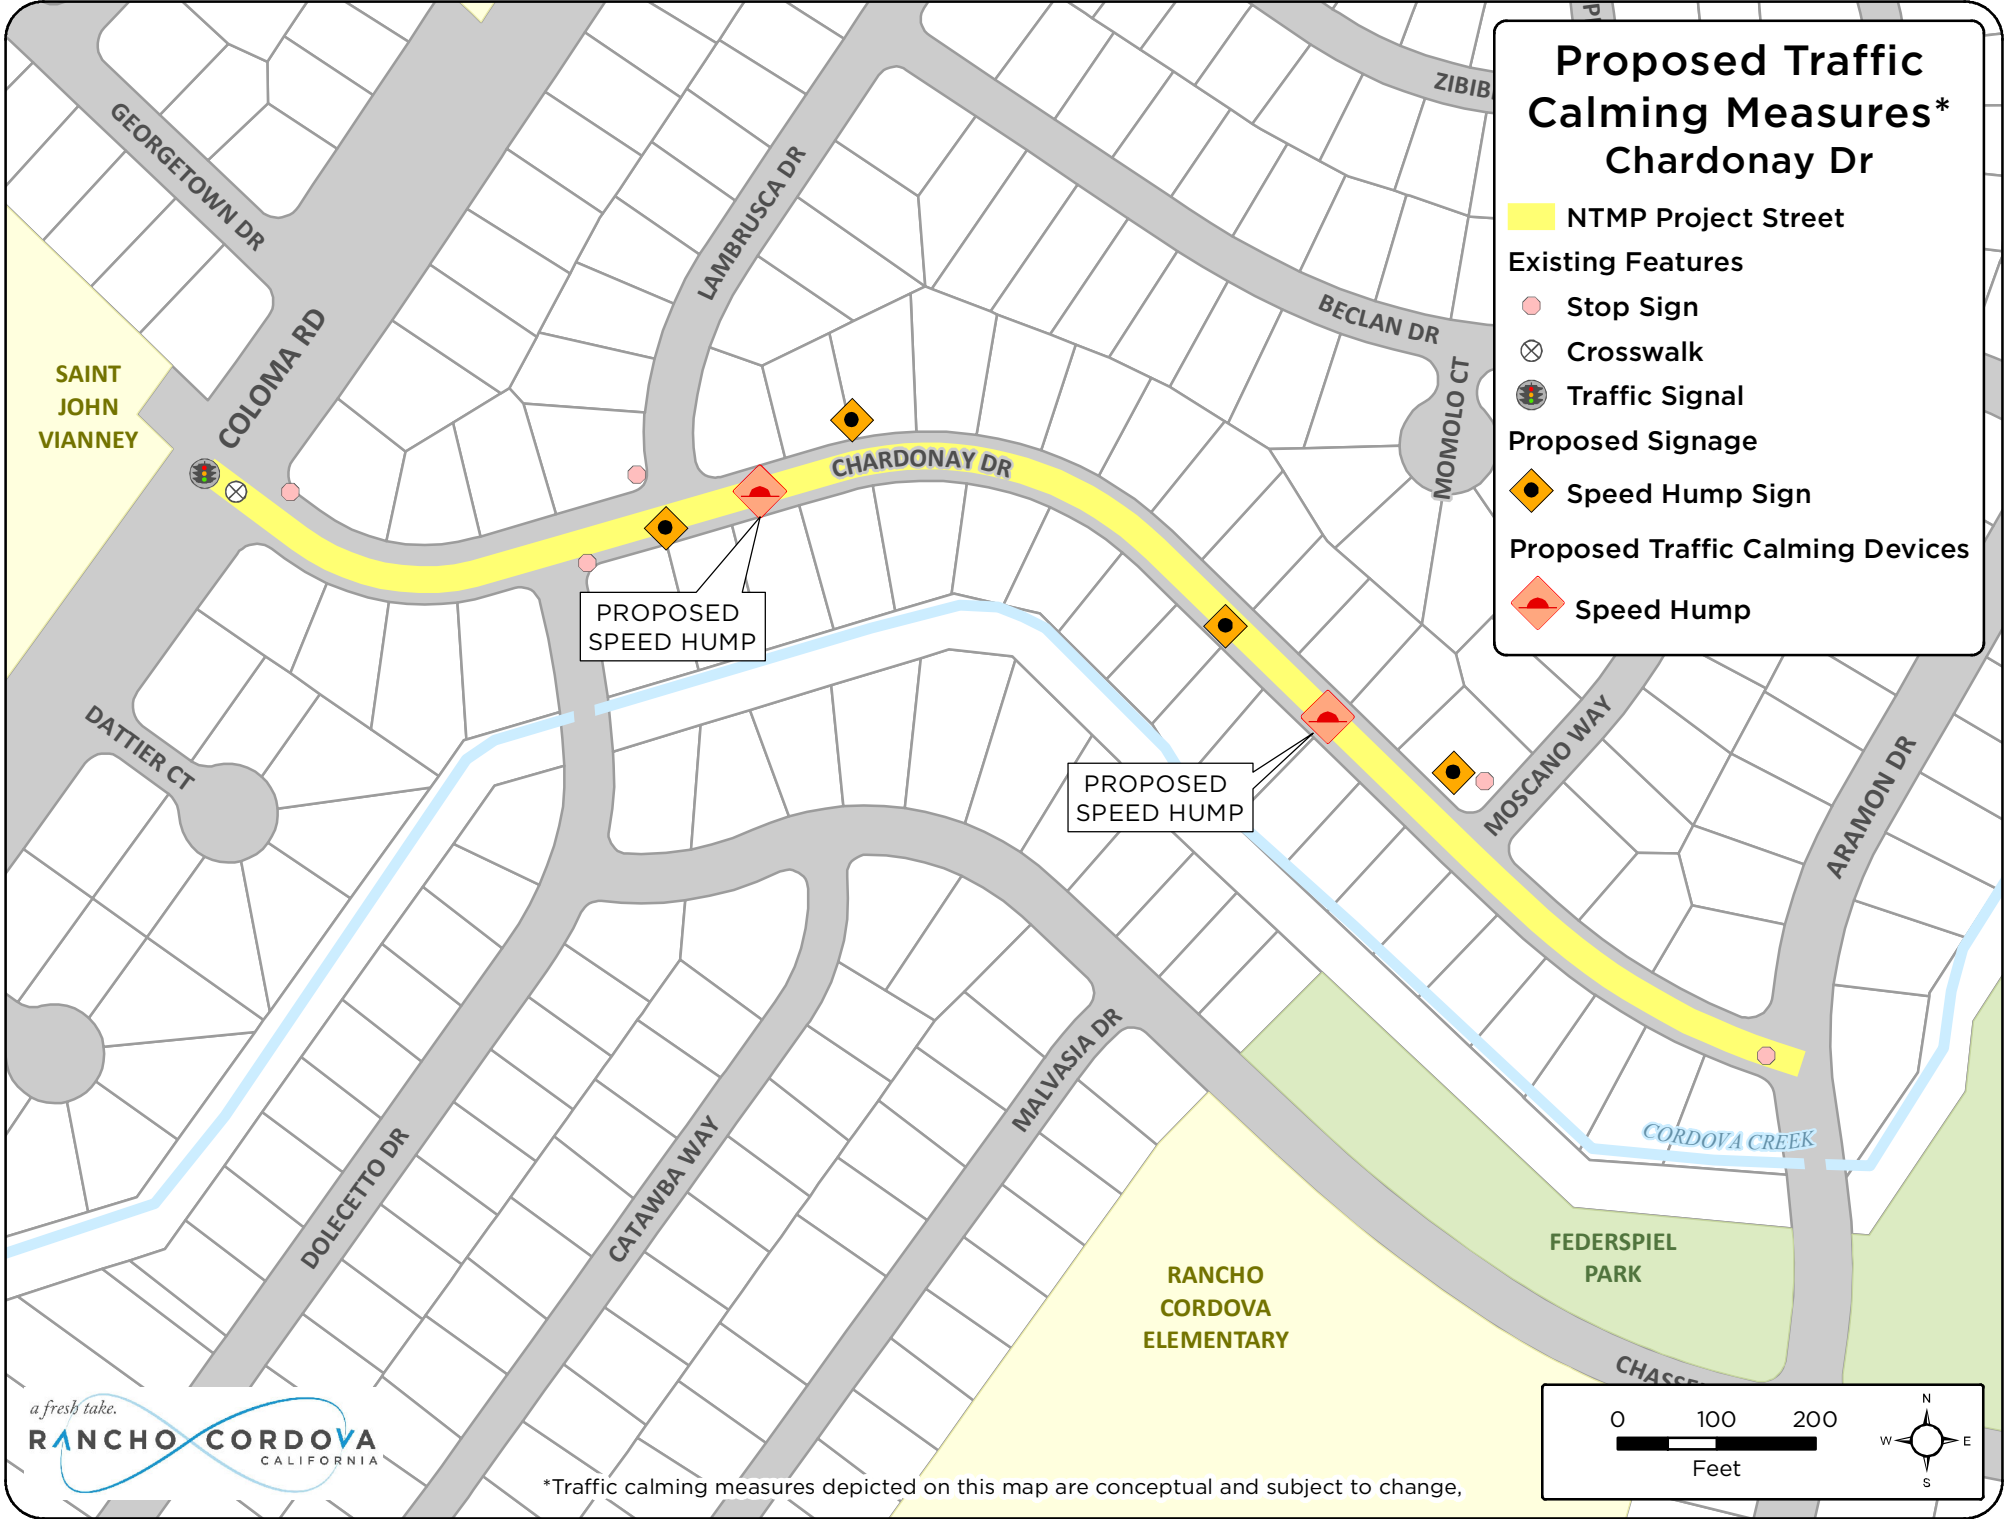 Proposed Traffic
Calming Measures*
Chardonay Dr
NTMP Project Street
Existing Features
Stop Sign
Crosswalk
Traffic Signal
Proposed Signage
Speed Hump Sign
Proposed Traffic Calming Devices
Speed Hump
GEORGETOWN DR
COLOMA RD
LAMBRUSCA DR
BECLAN DR
MOMOLO CT
SAINT
JOHN
VIANNEY
CHARDONAY DR
PROPOSED
SPEED HUMP
PROPOSED
SPEED HUMP
DATTIER CT
MOSCANO WAY
ARAMON DR
DOLECETTO DR
CATAWBA WAY
MALVASIA DR
CORDOVA CREEK
FEDERSPIEL
PARK
RANCHO
CORDOVA
ELEMENTARY
a fresh take.
RANCHO CORDOVA
CALIFORNIA
*Traffic calming measures depicted on this map are conceptual and subject to change,
0 100 200
Feet
N
W E
S